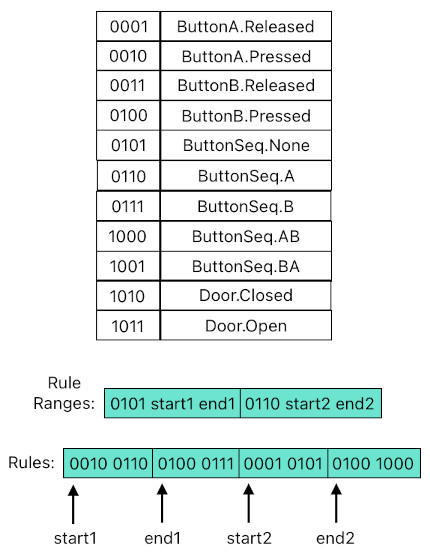 0001 ButtonA.Released
0010 ButtonA.Pressed
0011 ButtonB.Released
0100 ButtonB.Pressed
0101 ButtonSeq.None
0110 ButtonSeq.A
0111 ButtonSeq.B
1000 ButtonSeq.AB
1001 ButtonSeq.BA
1010 Door.Closed
1011 Door.Open
Rule
Ranges:
0101 start1 end1 0110 start2 end2
Rules: 0010 0110 0100 0111 0001 0101 0100 1000
start1 end1 start2 end2